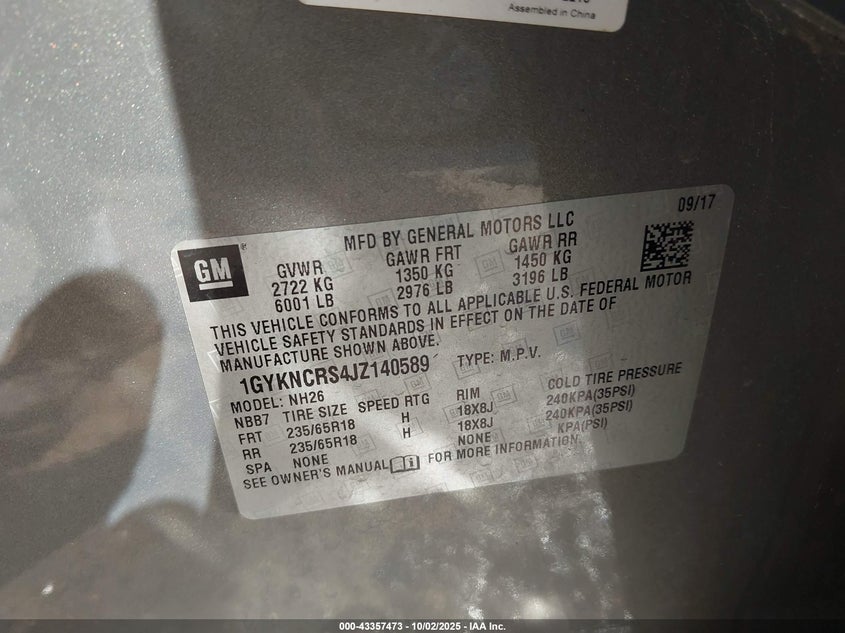 Assembled in China
09/17
MFD BY GENERAL MOTORS LLC
GM
GVWR GAWR FRT GAWR RR
2722 KG 1350 KG 1450 KG
6001 LB 2976 LB 3196 LB
THIS VEHICLE CONFORMS TO ALL APPLICABLE U.S. FEDERAL MOTOR
VEHICLE SAFETY STANDARDS IN EFFECT ON THE DATE OF
MANUFACTURE SHOWN ABOVE.
1GYKNCRS4JZ140589 TYPE: M.P.V.
MODEL: NH26
NBB7 TIRE SIZE SPEED RTG RIM COLD TIRE PRESSURE
FRT 235/65R18 H 18X8J 240KPA(35PSI)
RR 235/65R18 H 18X8J 240KPA(35PSI)
SPA NONE NONE KPA(PSI)
SEE OWNER'S MANUAL FOR MORE INFORMATION.
000-43357473 - 10/02/2025 - IAA Inc.